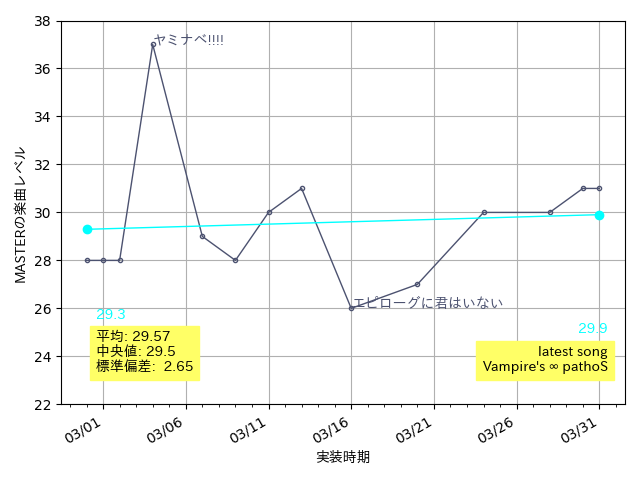 38
36
34
32
30
28
26
24
22
MASTERの楽曲レベル
ヤミナベ!!!!
エピローグに君はいない
29.3
平均: 29.57
中央値: 29.5
標準偏差: 2.65
29.9
latest song
Vampire's ∞ pathoS
03/01
03/06
03/11
03/16
03/21
03/26
03/31
実装時期